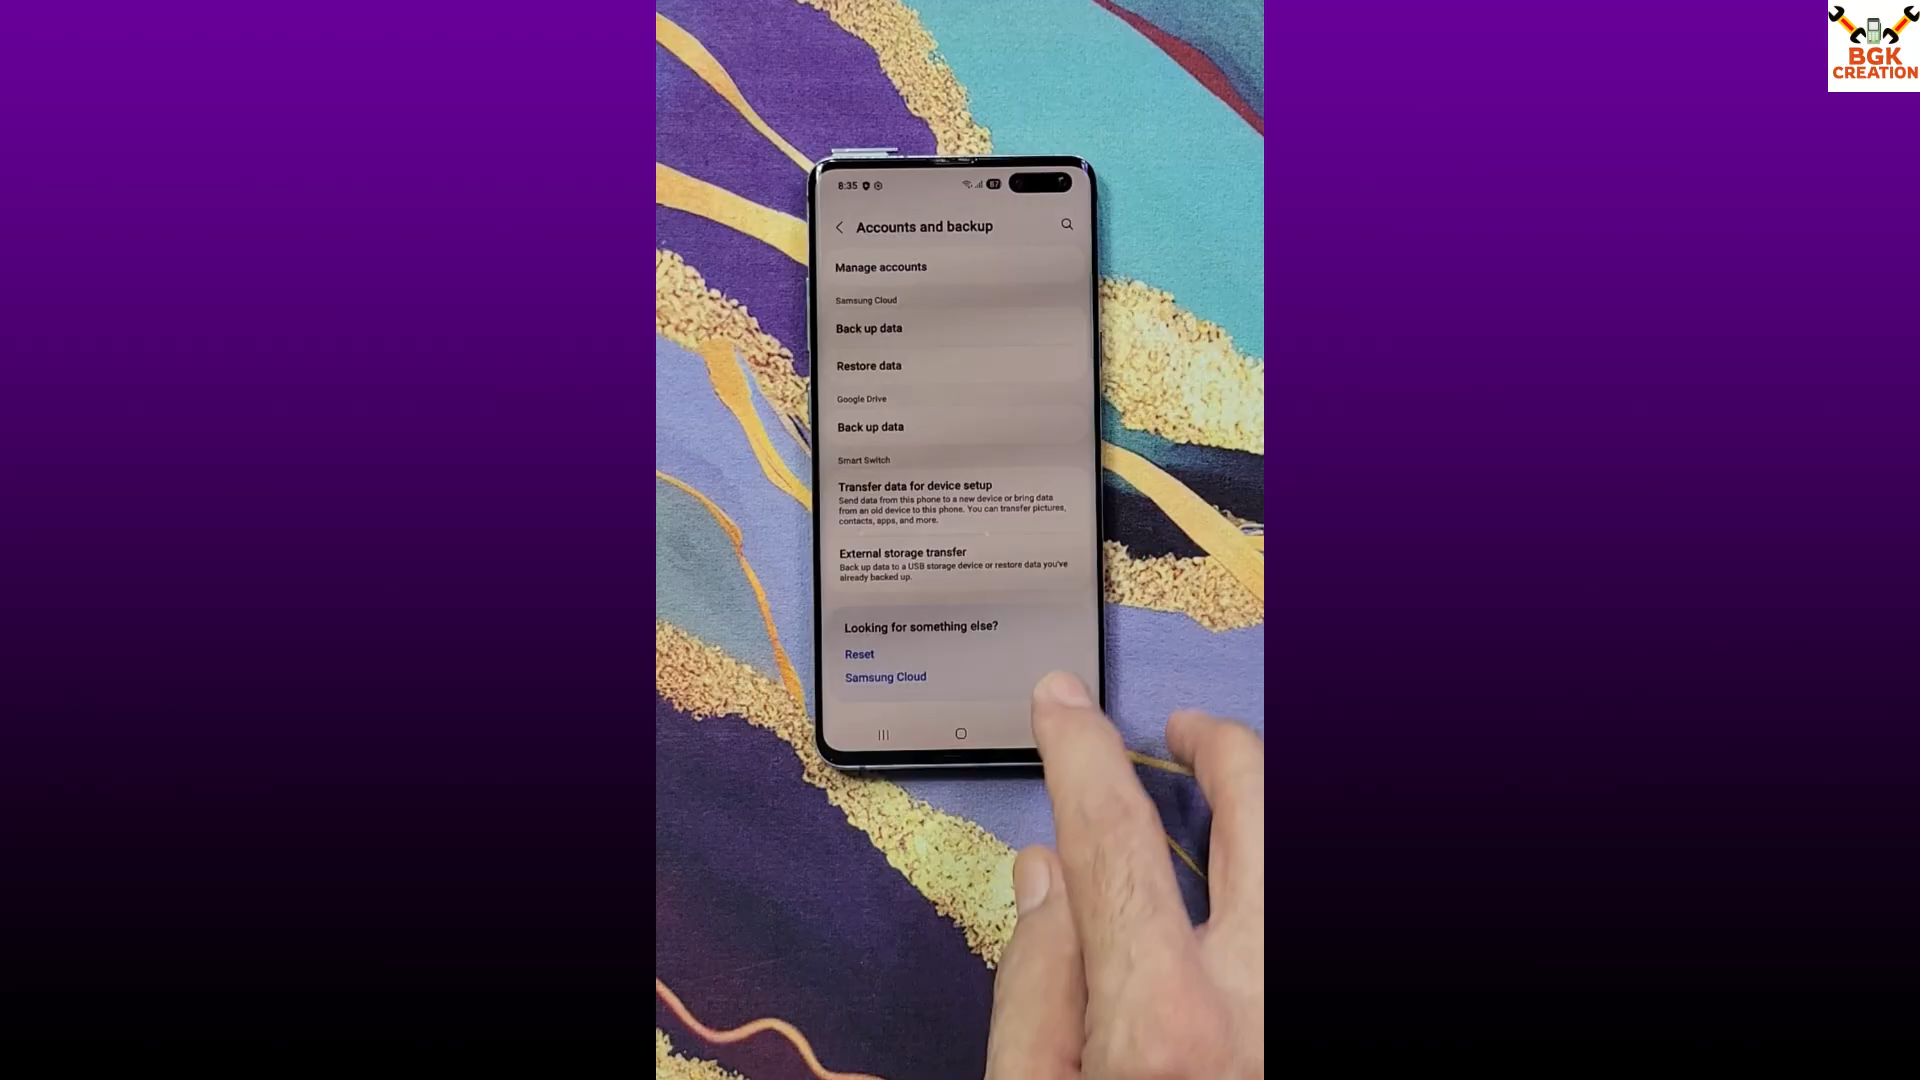 BGK
CREATION
8:35
87
Accounts and backup
Manage accounts
Samsung Cloud
Back up data
Restore data
Google Drive
Back up data
Smart Switch
Transfer data for device setup
Send data from this phone to a new device or bring data
from an old device to this phone. You can transfer pictures,
contacts, apps, and more.
External storage transfer
Back up data to a USB storage device or restore data you've
already backed up.
Looking for something else?
Reset
Samsung Cloud